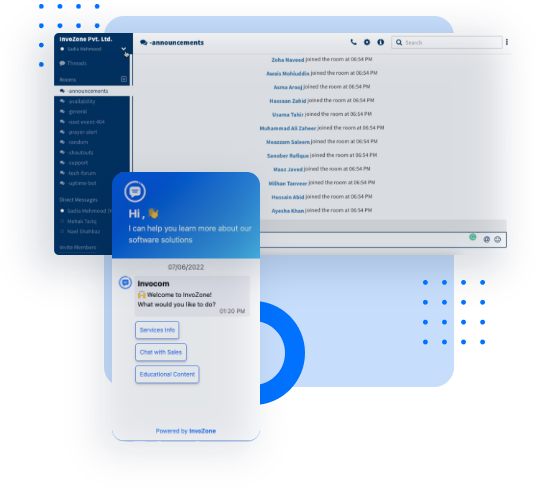 InvoZone Pvt. Ltd.
Sadia Mehmood
Threads
Rooms
-announcements
-availability
-general
-prayer-alert
-random
-shoutouts
-support
-tech-forum
-uptime-bot
Direct Messages
Sadia Mehmood
Mehak Tariq
Invite Members
-announcements
Search
Zoha Naveed joined the room at 06:54 PM
Awais Mohiuddin joined the room at 06:54 PM
Asma Arooj joined the room at 06:54 PM
Hassaan Zahid joined the room at 06:54 PM
Usama Tahir joined the room at 06:54 PM
Muhammad Ali Zaheer joined the room at 06:54 PM
Moazzam Saleem joined the room at 06:54 PM
Sanaher Rafique joined the room at 06:54 PM
Maaz Javed joined the room at 06:54 PM
Milhan Tanveer joined the room at 06:54 PM
Hussain Abid joined the room at 06:54 PM
Ayesha Khan joined the room at 06:54 PM
@
Hi ,
I can help you learn more about our
software solutions
07/06/2022
Invocom
Welcome to InvoZone!
What would you like to do?
01:20 PM
Services Info
Chat with Sales
Educational Content
Powered by InvoZone